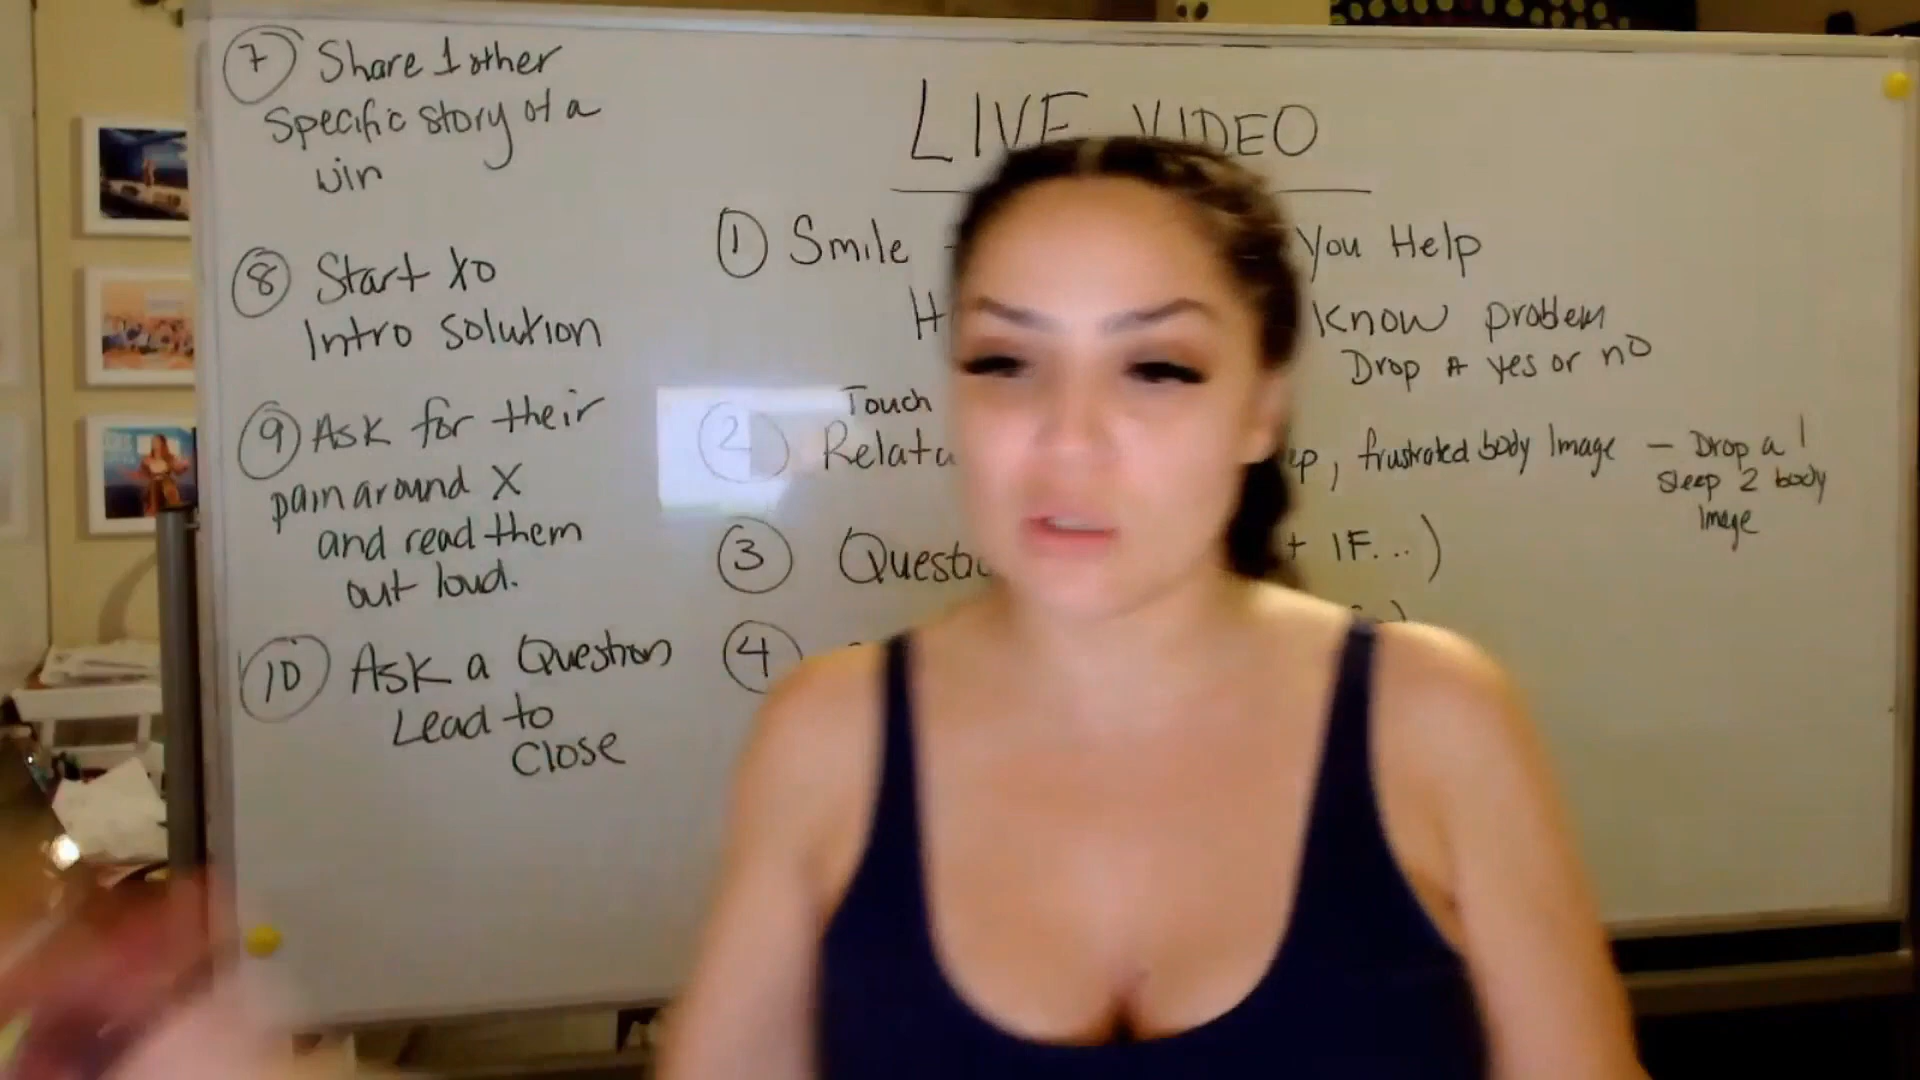 7 Share 1 other
Specific story of a
win
8 Start to
Intro solution
9 Ask for their
pain around X
and read them
out loud.
10 Ask a Question
Lead to
Close
LIVE VIDEO
1 Smile You Help
Know problem
Drop A yes or no
Touch
2 frustrated body Image - Drop a 1
sleep 2 body
Image
3 + IF...)
4